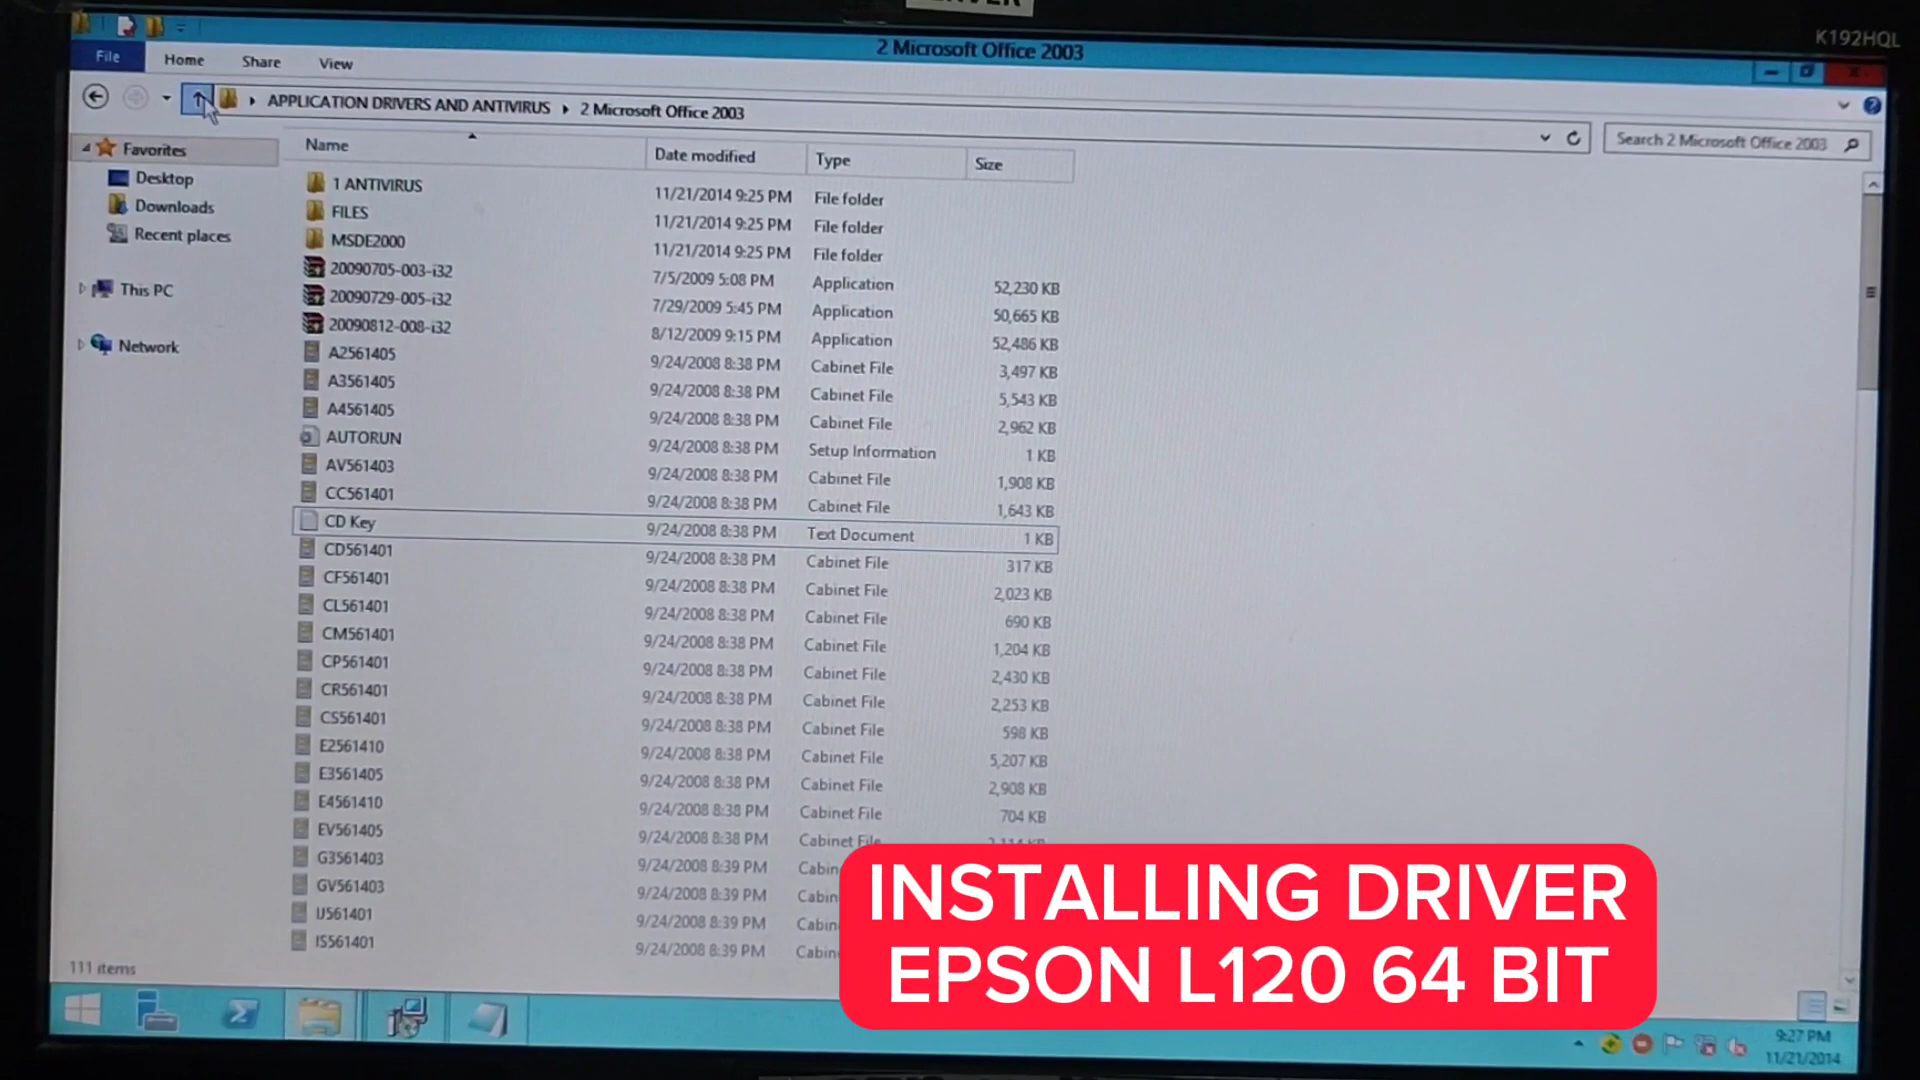 K192HQL
2 Microsoft Office 2003
File Home Share View
APPLICATION DRIVERS AND ANTIVIRUS 2 Microsoft Office 2003
Search 2 Microsoft Office 2003
Favorites
Desktop
Downloads
Recent places
This PC
Network
Name Date modified Type Size
1 ANTIVIRUS 11/21/2014 9:25 PM File folder
FILES 11/21/2014 9:25 PM File folder
MSDE2000 11/21/2014 9:25 PM File folder
20090705-003-i32 7/5/2009 5:08 PM Application 52,230 KB
20090729-005-i32 7/29/2009 5:45 PM Application 50,665 KB
20090812-008-i32 8/12/2009 9:15 PM Application 52,486 KB
A2561405 9/24/2008 8:38 PM Cabinet File 3,497 KB
A3561405 9/24/2008 8:38 PM Cabinet File 5,543 KB
A4561405 9/24/2008 8:38 PM Cabinet File 2,962 KB
AUTORUN 9/24/2008 8:38 PM Setup Information 1 KB
AV561403 9/24/2008 8:38 PM Cabinet File 1,908 KB
CC561401 9/24/2008 8:38 PM Cabinet File 1,643 KB
CD Key 9/24/2008 8:38 PM Text Document 1 KB
CD561401 9/24/2008 8:38 PM Cabinet File 317 KB
CF561401 9/24/2008 8:38 PM Cabinet File 2,023 KB
CL561401 9/24/2008 8:38 PM Cabinet File 690 KB
CM561401 9/24/2008 8:38 PM Cabinet File 1,204 KB
CP561401 9/24/2008 8:38 PM Cabinet File 2,430 KB
CR561401 9/24/2008 8:38 PM Cabinet File 2,253 KB
CS561401 9/24/2008 8:38 PM Cabinet File 598 KB
E2561410 9/24/2008 8:38 PM Cabinet File 5,207 KB
E3561405 9/24/2008 8:38 PM Cabinet File 2,908 KB
E4561410 9/24/2008 8:38 PM Cabinet File 704 KB
EV561405 9/24/2008 8:38 PM Cabinet File
G3561403 9/24/2008 8:39 PM
GV561403 9/24/2008 8:39 PM
IJ561401 9/24/2008 8:39 PM
IS561401 9/24/2008 8:39 PM
111 items
INSTALLING DRIVER
EPSON L120 64 BIT
9:27 PM
11/21/2014